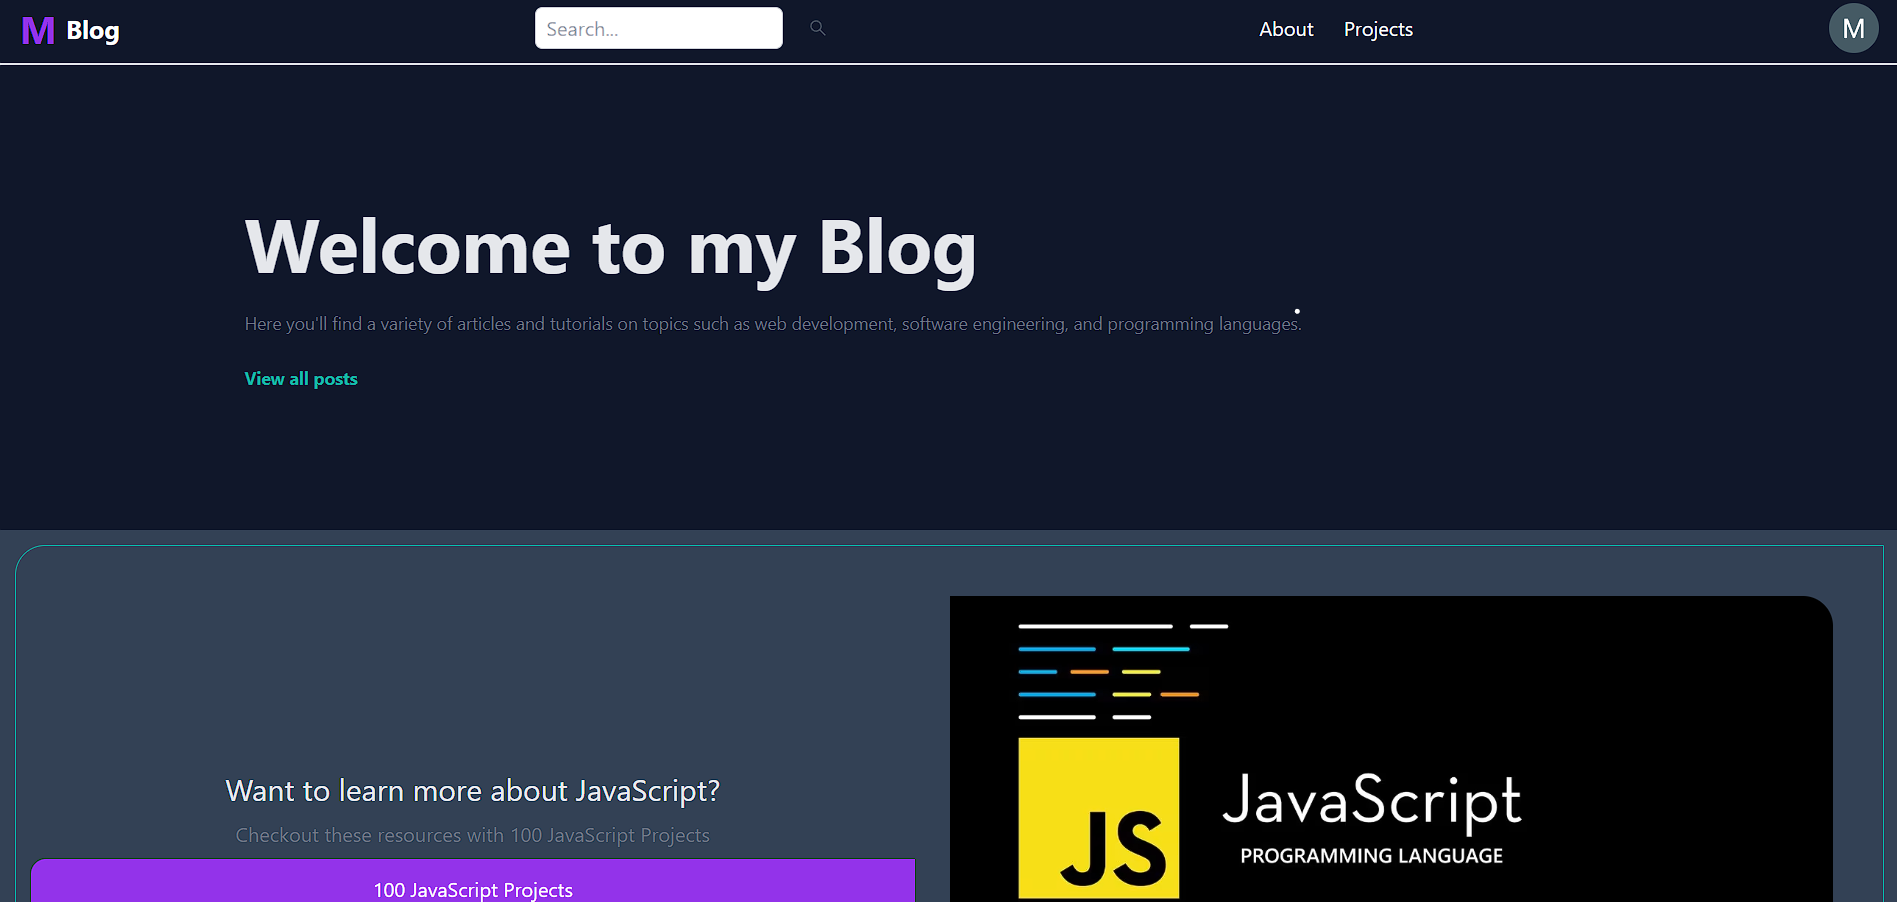 M Blog
Search...
About
Projects
M
Welcome to my Blog
Here you'll find a variety of articles and tutorials on topics such as web development, software engineering, and programming languages.
View all posts
Want to learn more about JavaScript?
Checkout these resources with 100 JavaScript Projects
100 JavaScript Projects
JS
JavaScript
PROGRAMMING LANGUAGE